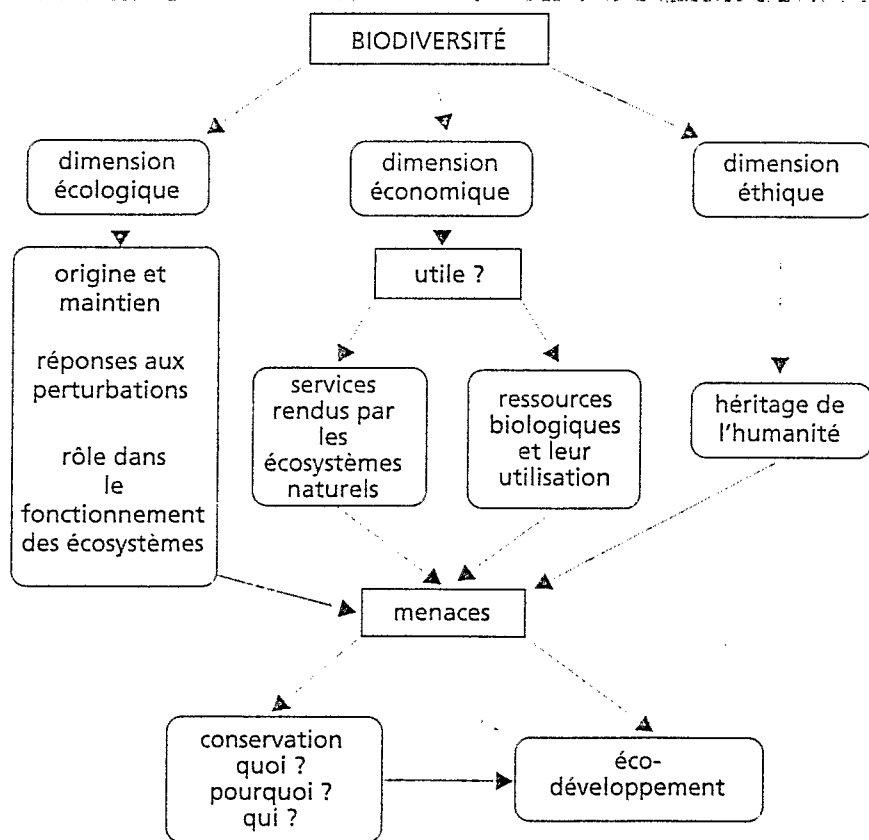 BIODIVERSITÉ
dimension
écologique
dimension
économique
dimension
éthique
origine et
maintien
réponses aux
perturbations
rôle dans
le
fonctionnement
des écosystèmes
utile ?
services
rendus par
les
écosystèmes
naturels
ressources
biologiques
et leur
utilisation
héritage de
l'humanité
menaces
conservation
quoi ?
pourquoi ?
qui ?
éco-
développement